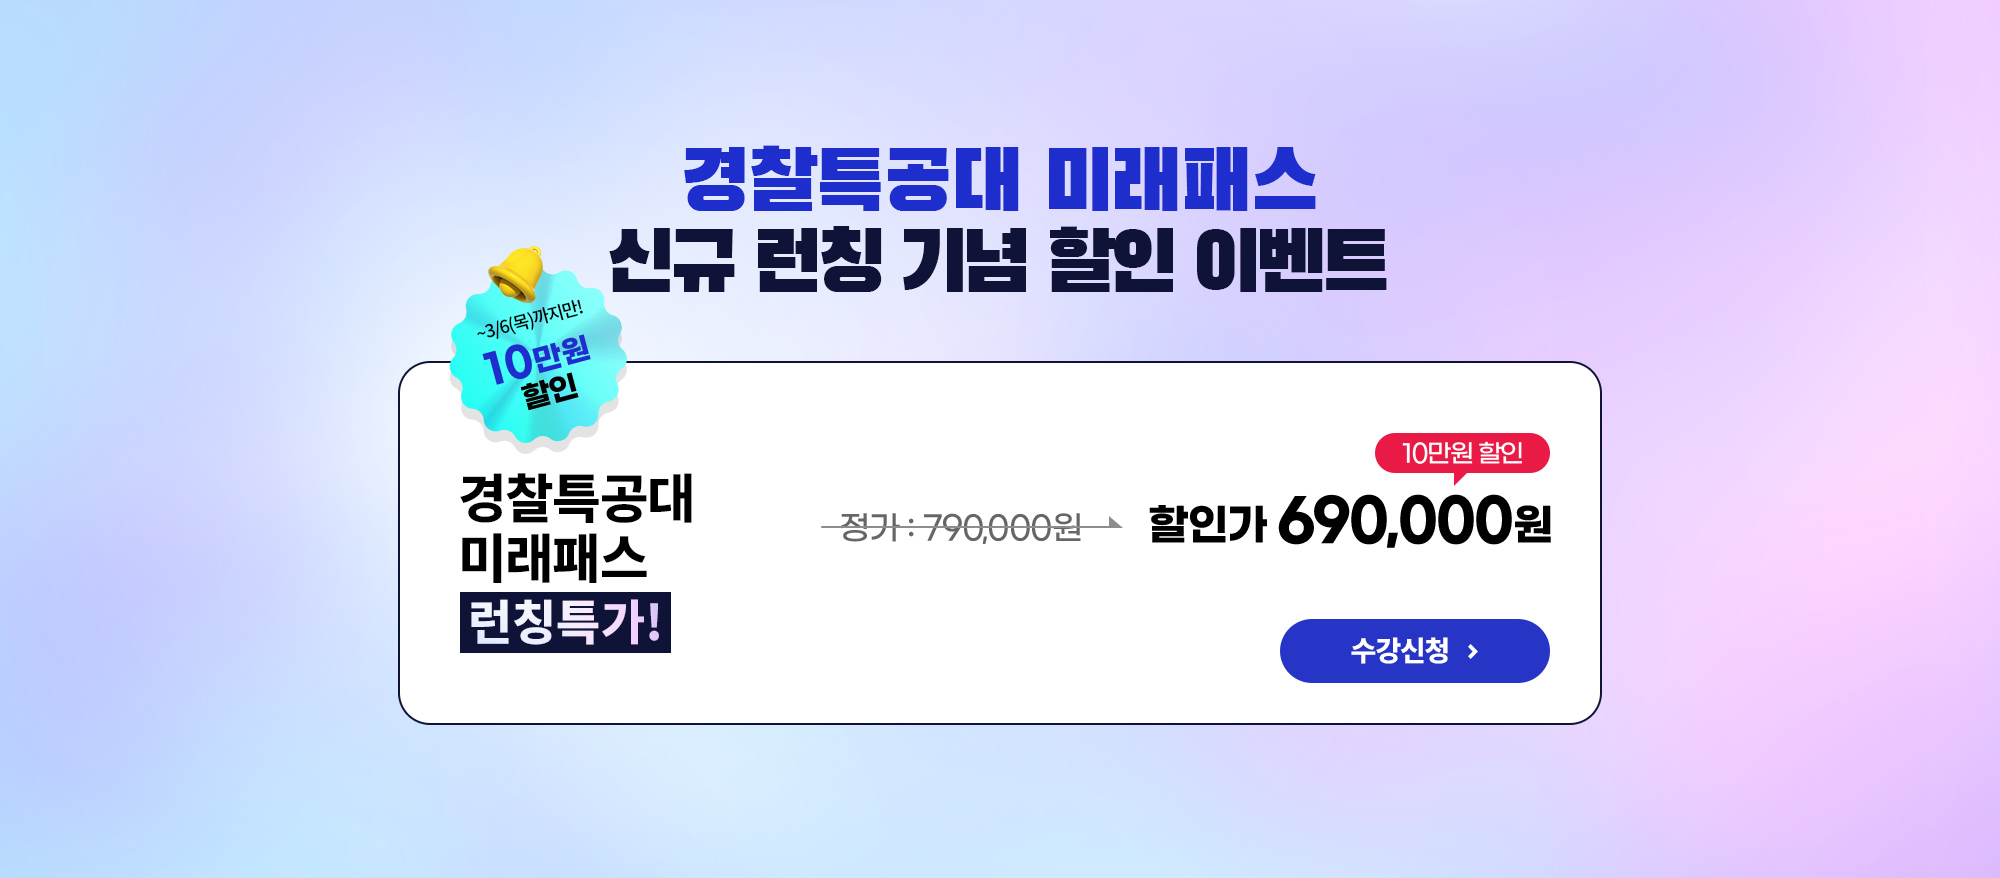 경찰특공대 미래패스
신규 런칭 기념 할인 이벤트
~3/6(목)까지만!
10만원
할인
경찰특공대
미래패스
런칭특가!
정가 : 790,000원
10만원 할인
할인가 690,000원
수강신청